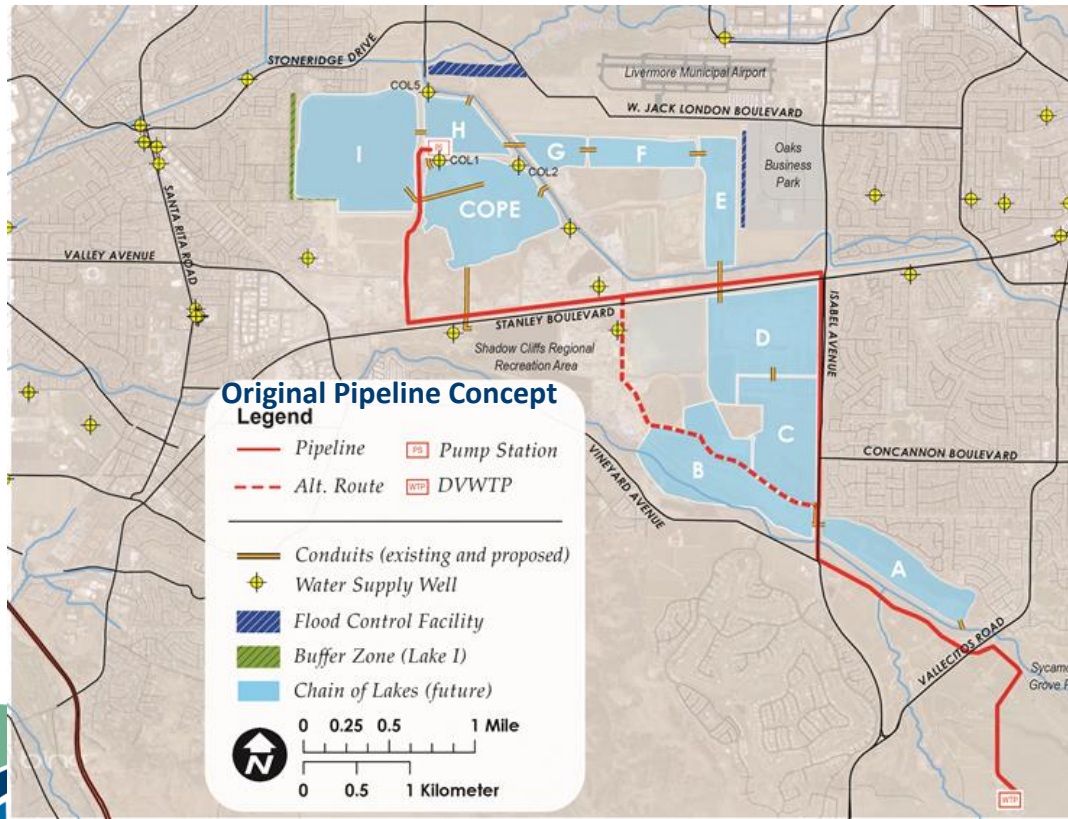 STONERIDGE DRIVE
Livermore Municipal Airport
COL5
W. JACK LONDON BOULEVARD
H
PS
COL1
G
F
COL2
Oaks
Business
Park
I
COPE
E
SANTA RITA ROAD
VALLEY AVENUE
STANLEY BOULEVARD
ISABEL AVENUE
Shadow Cliffs Regional
Recreation Area
D
C
CONCANNON BOULEVARD
B
VINEYARD AVENUE
A
VALLECITOS ROAD
Grove
WTP
Original Pipeline Concept
Legend
Pipeline
PS
Pump Station
Alt. Route
WTP
DVWTP
Conduits (existing and proposed)
Water Supply Well
Flood Control Facility
Buffer Zone (Lake I)
Chain of Lakes (future)
N
0 0.25 0.5 1 Mile
0 0.5 1 Kilometer